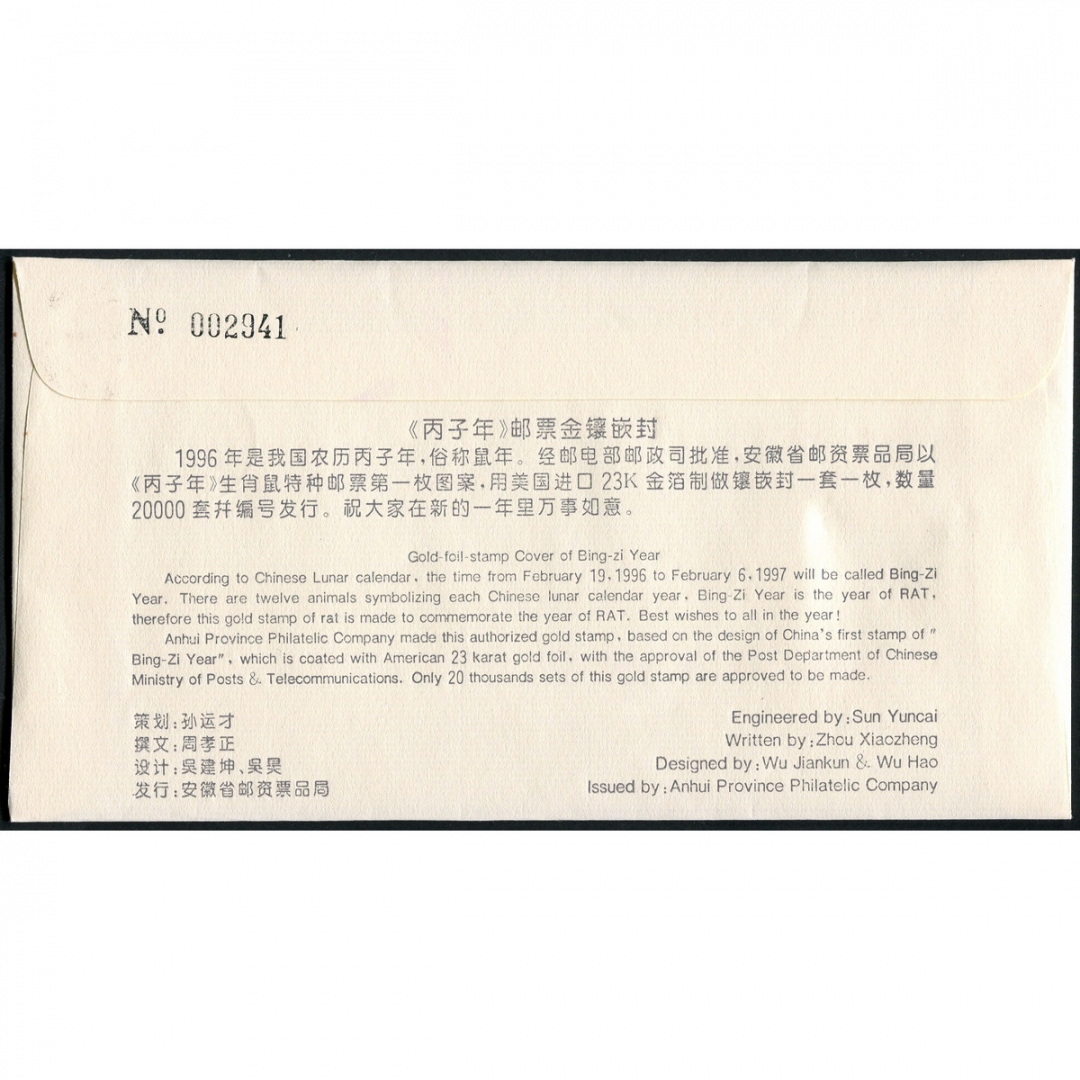 Nº 002941
《丙子年》邮票金镶嵌封
1996 年是我国农历丙子年,俗称鼠年。经邮电部邮政司批准,安徽省邮资票品局以
《丙子年》生肖鼠特种邮票第一枚图案,用美国进口 23K 金箔制做镶嵌封一套一枚,数量
20000 套幷编号发行。祝大家在新的一年里万事如意。
Gold-foil-stamp Cover of Bing-zi Year
According to Chinese Lunar calendar, the time from February 19,1996 to February 6,1997 will be called Bing-Zi
Year. There are twelve animals symbolizing each Chinese lunar calendar year, Bing-Zi Year is the year of RAT,
therefore this gold stamp of rat is made to commemorate the year of RAT. Best wishes to all in the year!
Anhui Province Philatelic Company made this authorized gold stamp, based on the design of China's first stamp of "
Bing-Zi Year", which is coated with American 23 karat gold foil, with the approval of the Post Department of Chinese
Ministry of Posts & Telecommunications. Only 20 thousands sets of this gold stamp are approved to be made.
策划:孙运才
撰文:周孝正
设计:吳建坤、吳昊
发行:安徽省邮资票品局
Engineered by:Sun Yuncai
Written by:Zhou Xiaozheng
Designed by:Wu Jiankun & Wu Hao
Issued by:Anhui Province Philatelic Company